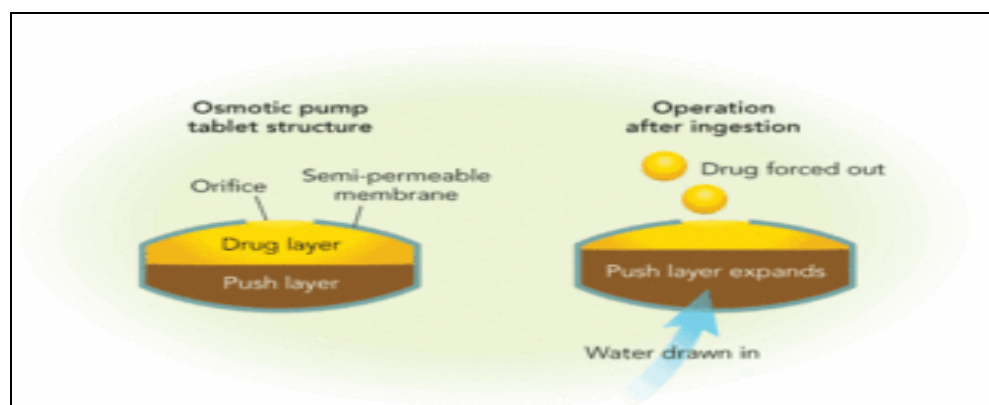 Osmotic pump
tablet structure
Orifice
Semi-permeable
membrane
Drug layer
Push layer
Operation
after ingestion
Drug forced out
Push layer expands
Water drawn in